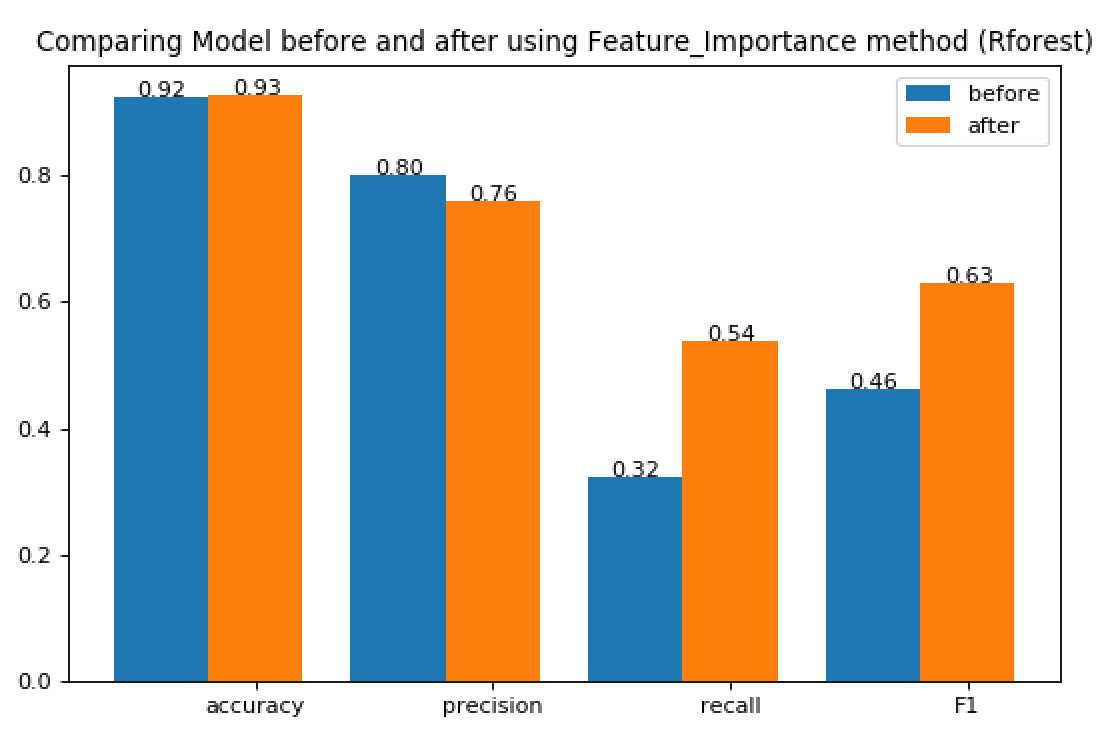 Comparing Model before and after using Feature_Importance method (Rforest)
before
after
0.92
0.93
0.80
0.76
0.32
0.54
0.46
0.63
0.8
0.6
0.4
0.2
0.0
accuracy
precision
recall
F1